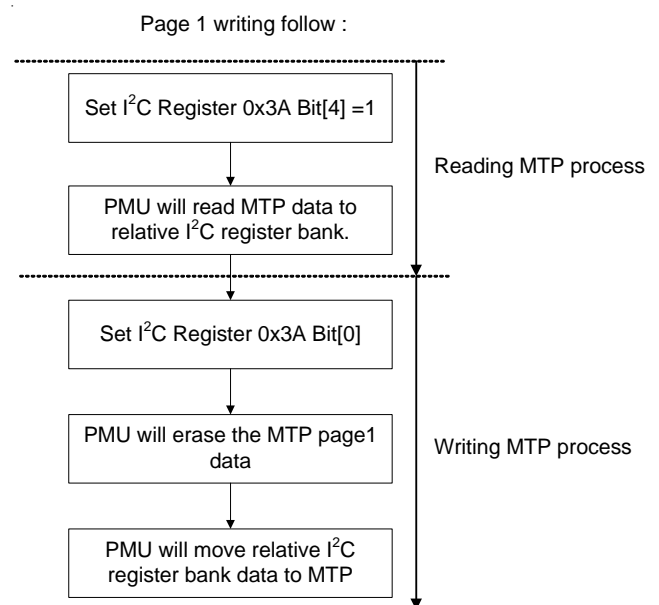 Page 1 writing follow :
Set I²C Register 0x3A Bit[4] =1
Reading MTP process
PMU will read MTP data to
relative I²C register bank.
Set I²C Register 0x3A Bit[0]
PMU will erase the MTP page1
data
Writing MTP process
PMU will move relative I²C
register bank data to MTP